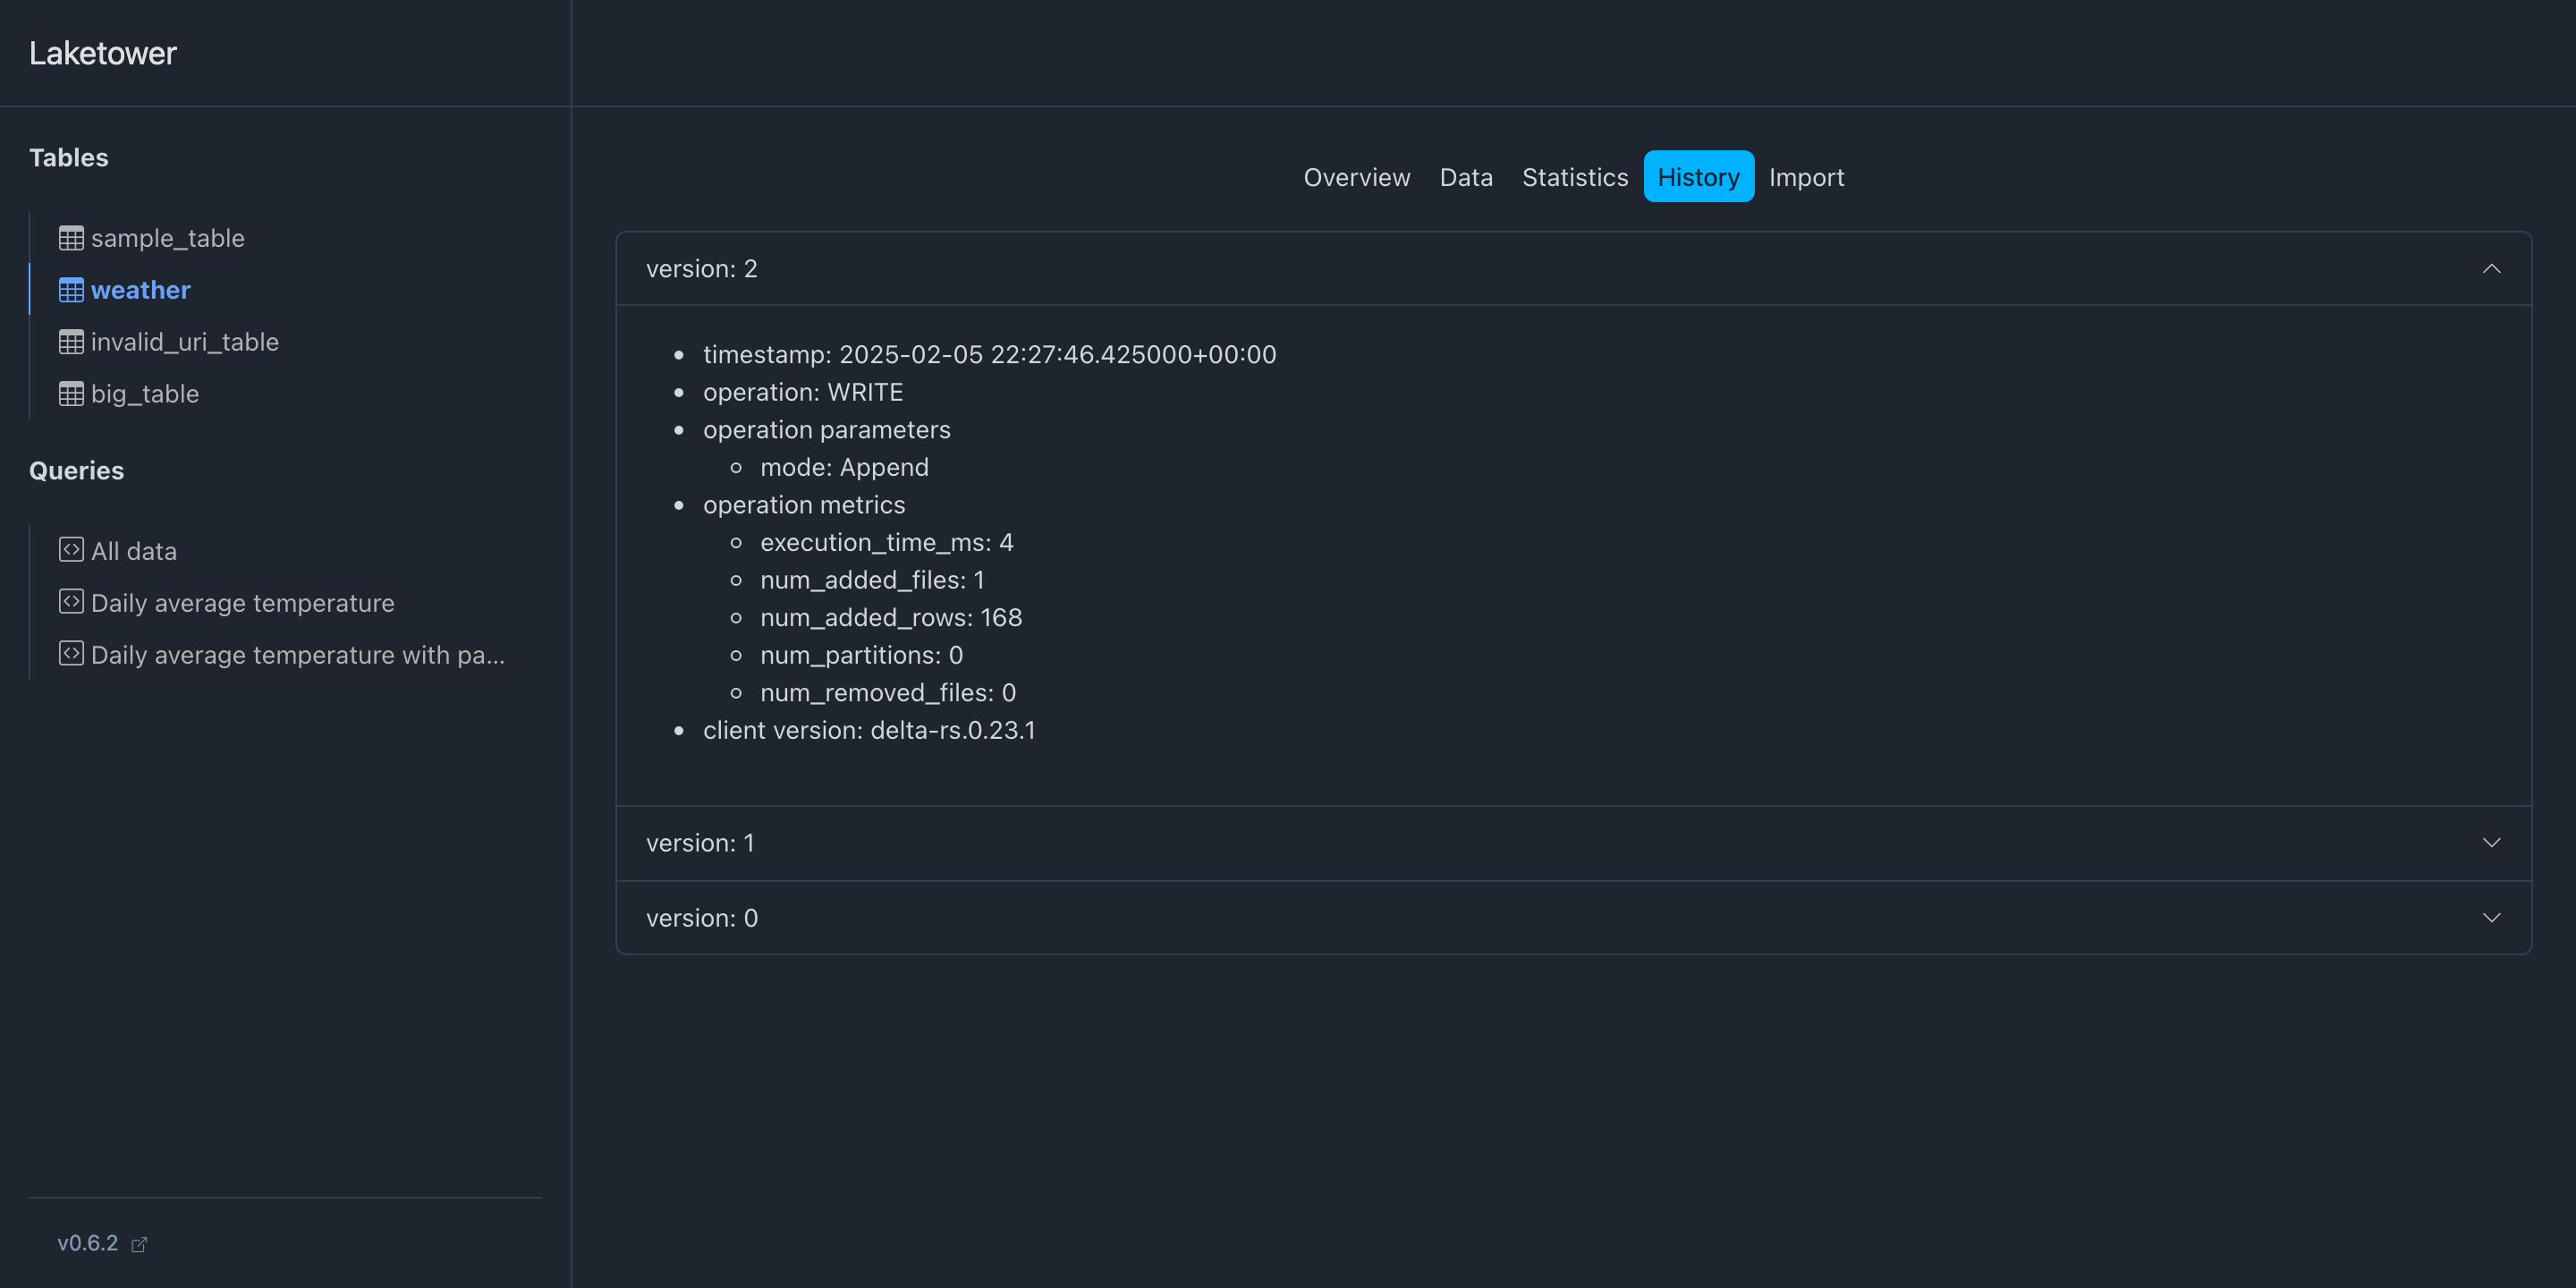 Laketower
Tables
sample_table
weather
invalid_uri_table
big_table
Queries
All data
Daily average temperature
Daily average temperature with pa...
v0.6.2
Overview Data Statistics History Import
version: 2
timestamp: 2025-02-05 22:27:46.425000+00:00
operation: WRITE
operation parameters
mode: Append
operation metrics
execution_time_ms: 4
num_added_files: 1
num_added_rows: 168
num_partitions: 0
num_removed_files: 0
client version: delta-rs.0.23.1
version: 1
version: 0